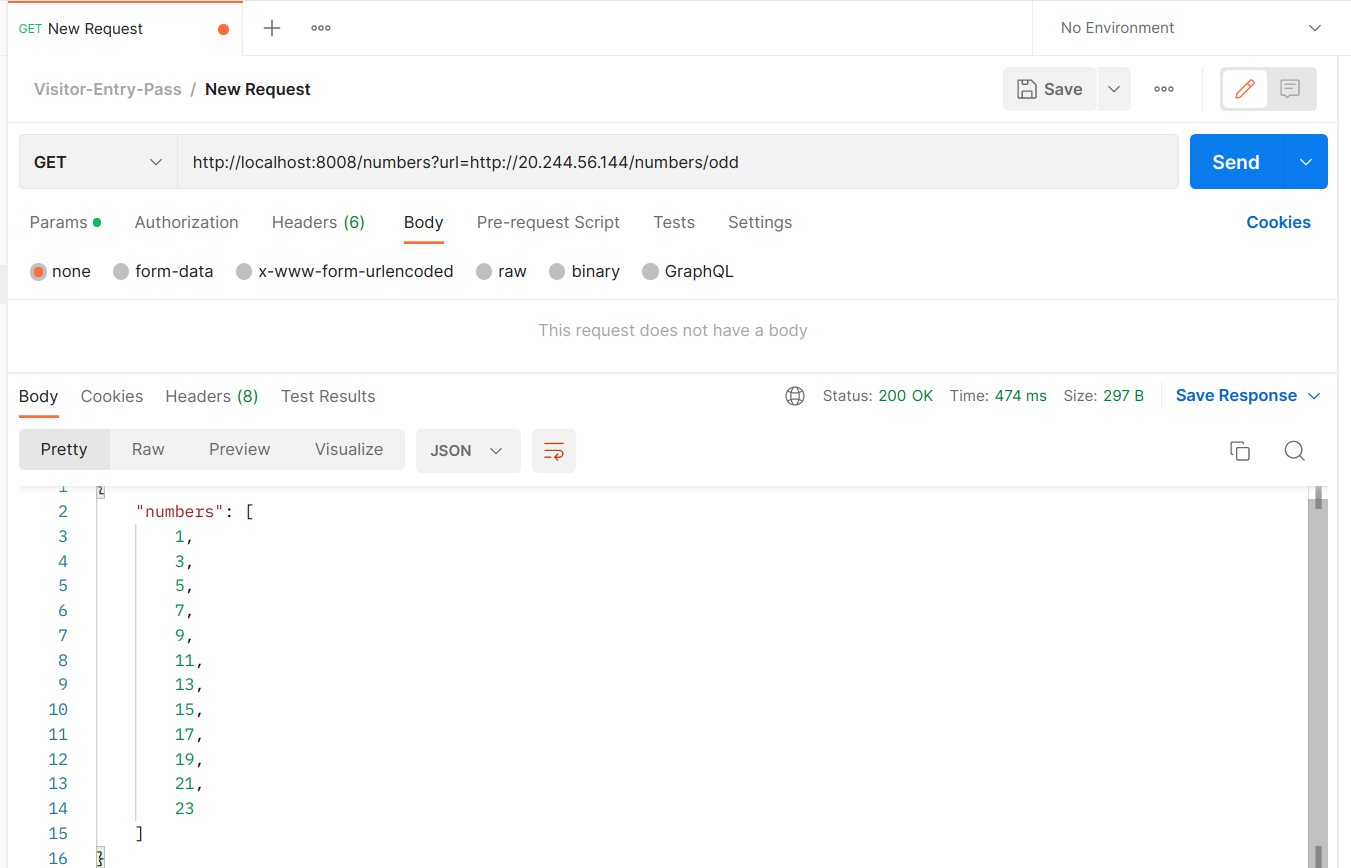 GET New Request
No Environment
Visitor-Entry-Pass / New Request
Save
GET http://localhost:8008/numbers?url=http://20.244.56.144/numbers/odd Send
Params Authorization Headers (6) Body Pre-request Script Tests Settings Cookies
none form-data x-www-form-urlencoded raw binary GraphQL
This request does not have a body
Body Cookies Headers (8) Test Results Status: 200 OK Time: 474 ms Size: 297 B Save Response
Pretty Raw Preview Visualize JSON
1 {
2 "numbers": [
3 1,
4 3,
5 5,
6 7,
7 9,
8 11,
9 13,
10 15,
11 17,
12 19,
13 21,
14 23
15 ]
16 }